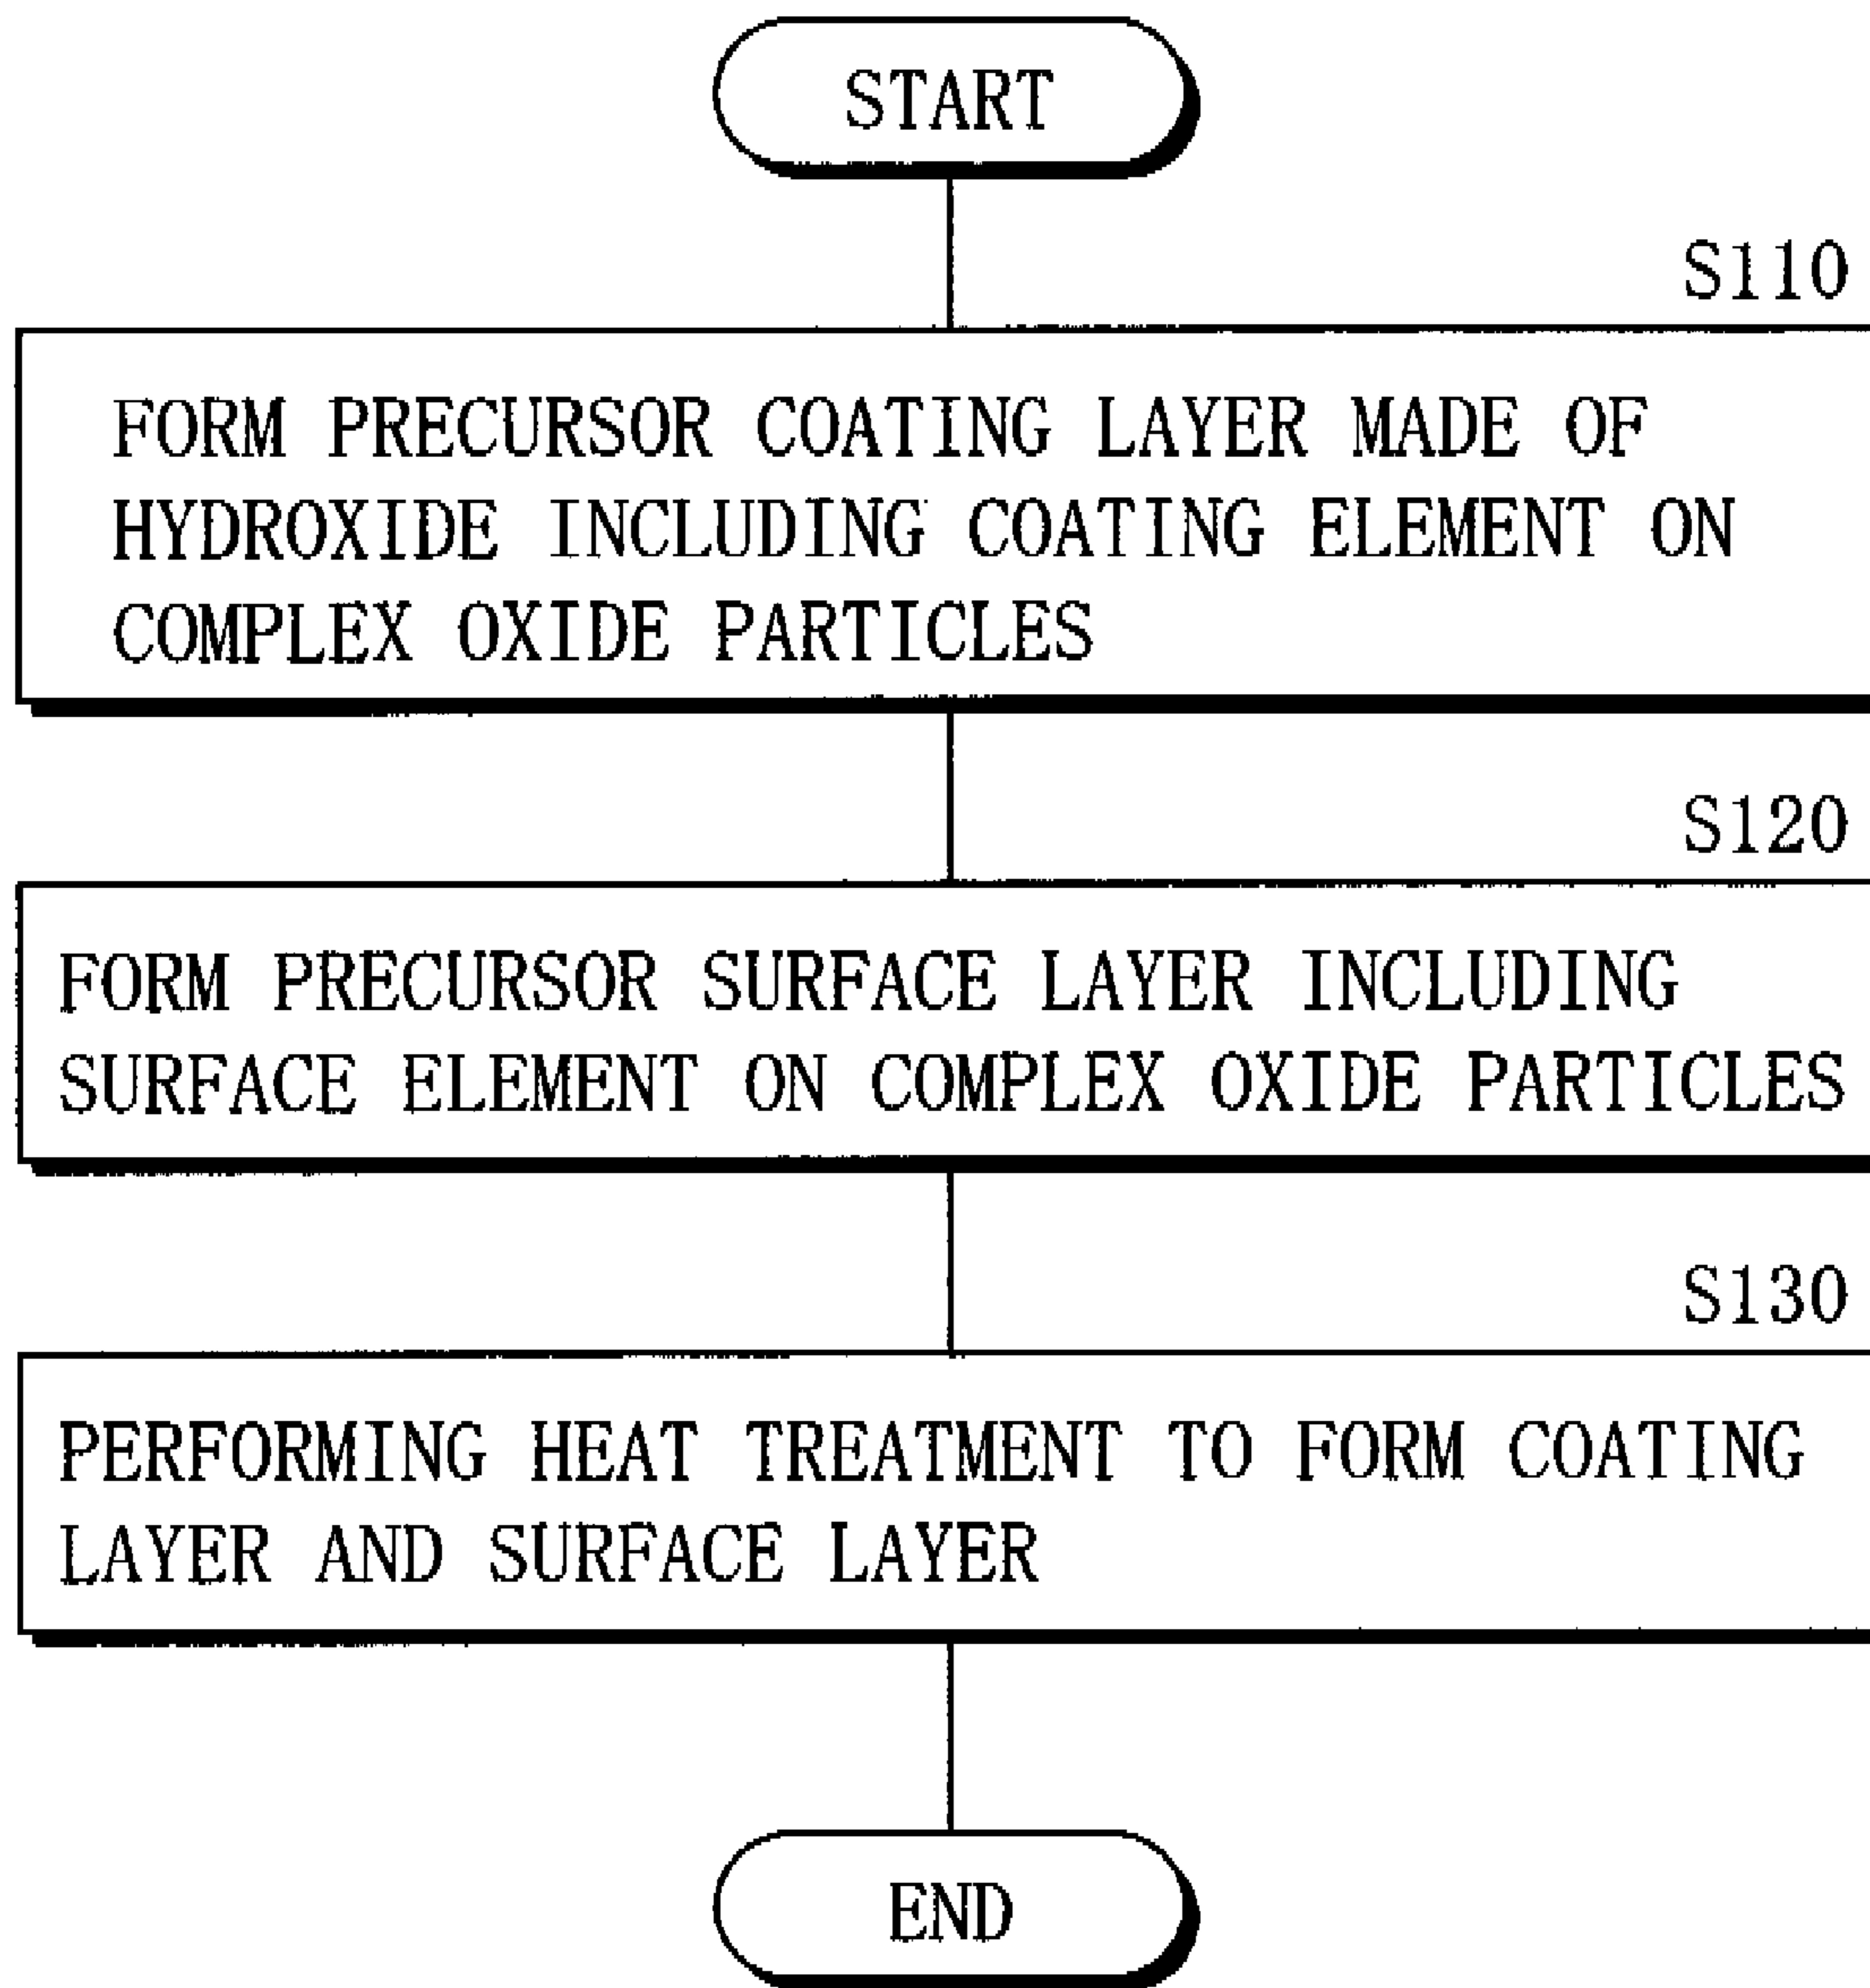 START
S110
FORM PRECURSOR COATING LAYER MADE OF
HYDROXIDE INCLUDING COATING ELEMENT ON
COMPLEX OXIDE PARTICLES
S120
FORM PRECURSOR SURFACE LAYER INCLUDING
SURFACE ELEMENT ON COMPLEX OXIDE PARTICLES
S130
PERFORMING HEAT TREATMENT TO FORM COATING
LAYER AND SURFACE LAYER
END